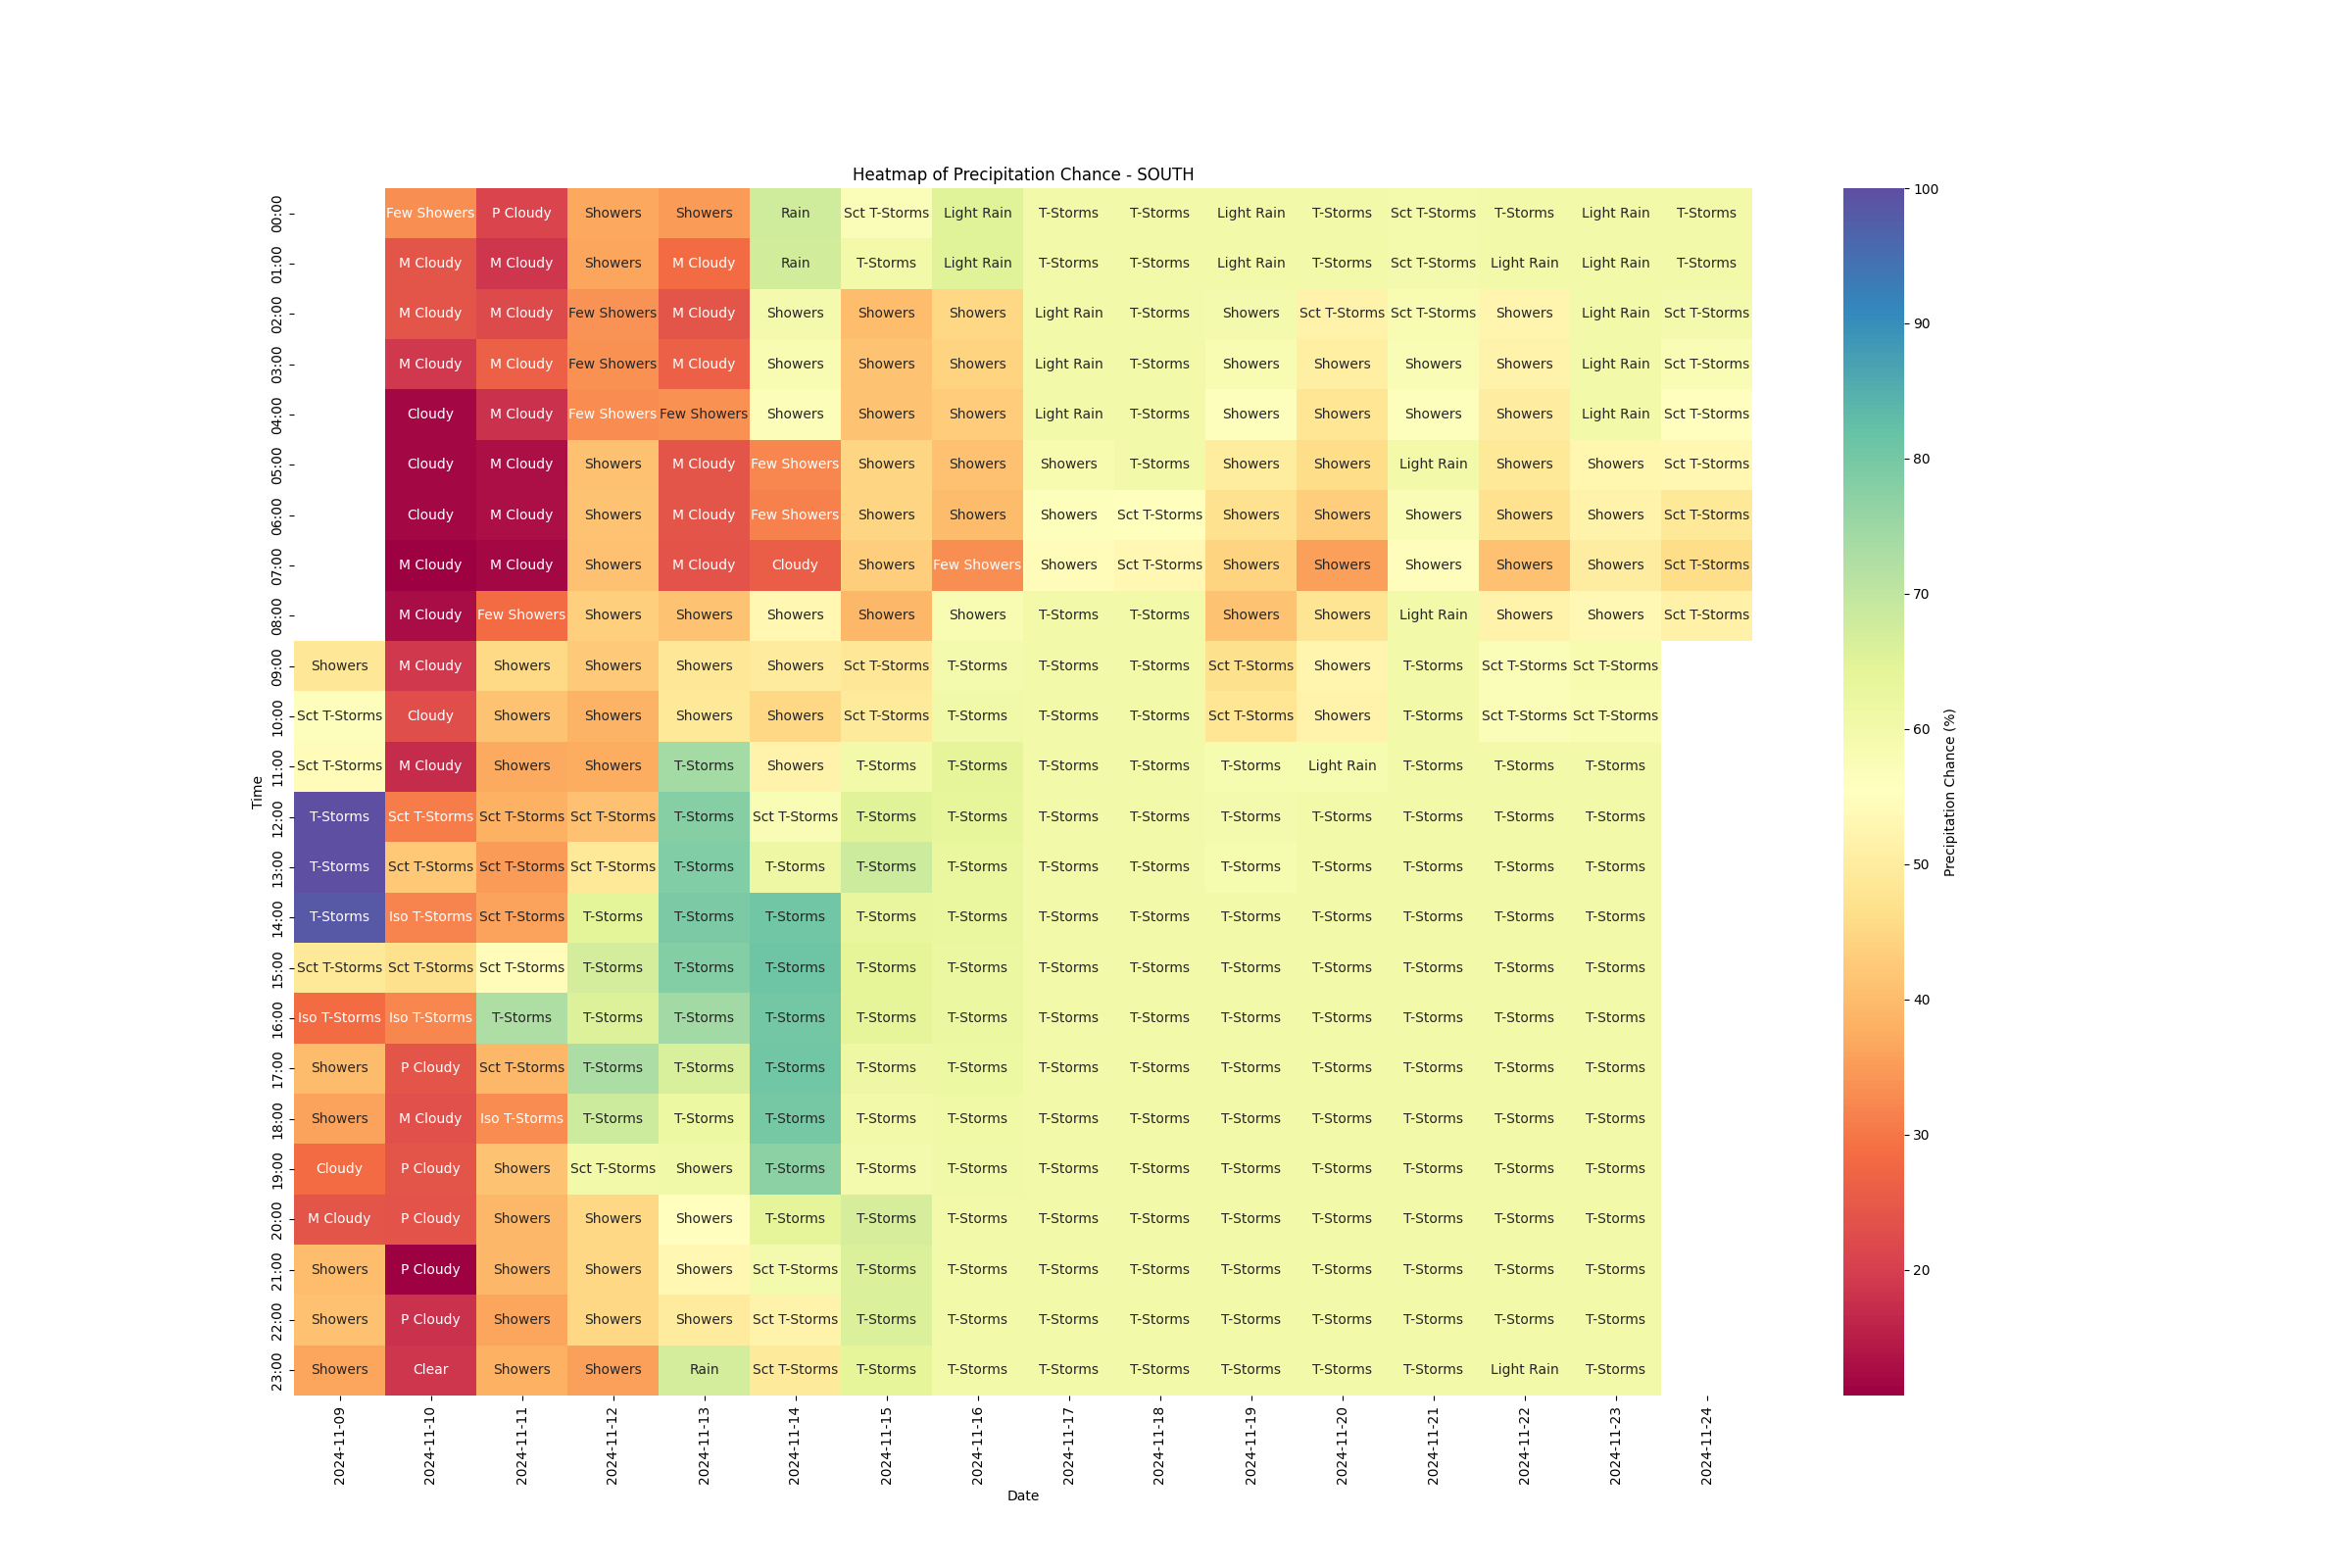 Heatmap of Precipitation Chance - SOUTH
00:00 Few Showers P Cloudy Showers Showers Rain Sct T-Storms Light Rain T-Storms T-Storms Light Rain T-Storms Sct T-Storms T-Storms Light Rain T-Storms
01:00 M Cloudy M Cloudy Showers M Cloudy Rain T-Storms Light Rain T-Storms T-Storms Light Rain T-Storms Sct T-Storms Light Rain Light Rain T-Storms
02:00 M Cloudy M Cloudy Few Showers M Cloudy Showers Showers Showers Light Rain T-Storms Showers Sct T-Storms Sct T-Storms Showers Light Rain Sct T-Storms
03:00 M Cloudy M Cloudy Few Showers M Cloudy Showers Showers Showers Light Rain T-Storms Showers Showers Showers Showers Light Rain Sct T-Storms
04:00 Cloudy M Cloudy Few Showers Few Showers Showers Showers Showers Light Rain T-Storms Showers Showers Showers Showers Light Rain Sct T-Storms
05:00 Cloudy M Cloudy Showers M Cloudy Few Showers Showers Showers Showers T-Storms Showers Showers Light Rain Showers Showers Sct T-Storms
06:00 Cloudy M Cloudy Showers M Cloudy Few Showers Showers Showers Showers Sct T-Storms Showers Showers Showers Showers Showers Sct T-Storms
07:00 M Cloudy M Cloudy Showers M Cloudy Cloudy Showers Few Showers Showers Sct T-Storms Showers Showers Showers Showers Showers Sct T-Storms
08:00 M Cloudy Few Showers Showers Showers Showers Showers Showers T-Storms T-Storms Showers Showers Light Rain Showers Showers Sct T-Storms
09:00 Showers M Cloudy Showers Showers Showers Showers Sct T-Storms T-Storms T-Storms T-Storms Sct T-Storms Showers T-Storms Sct T-Storms Sct T-Storms
10:00 Sct T-Storms Cloudy Showers Showers Showers Showers Sct T-Storms T-Storms T-Storms T-Storms Sct T-Storms Showers T-Storms Sct T-Storms Sct T-Storms
11:00 Sct T-Storms M Cloudy Showers Showers T-Storms Showers T-Storms T-Storms T-Storms T-Storms T-Storms Light Rain T-Storms T-Storms T-Storms
12:00 T-Storms Sct T-Storms Sct T-Storms Sct T-Storms T-Storms Sct T-Storms T-Storms T-Storms T-Storms T-Storms T-Storms T-Storms T-Storms T-Storms T-Storms
13:00 T-Storms Sct T-Storms Sct T-Storms Sct T-Storms T-Storms T-Storms T-Storms T-Storms T-Storms T-Storms T-Storms T-Storms T-Storms T-Storms T-Storms
14:00 T-Storms Iso T-Storms Sct T-Storms T-Storms T-Storms T-Storms T-Storms T-Storms T-Storms T-Storms T-Storms T-Storms T-Storms T-Storms T-Storms
15:00 Sct T-Storms Sct T-Storms Sct T-Storms T-Storms T-Storms T-Storms T-Storms T-Storms T-Storms T-Storms T-Storms T-Storms T-Storms T-Storms T-Storms
16:00 Iso T-Storms Iso T-Storms T-Storms T-Storms T-Storms T-Storms T-Storms T-Storms T-Storms T-Storms T-Storms T-Storms T-Storms T-Storms T-Storms
17:00 Showers P Cloudy Sct T-Storms T-Storms T-Storms T-Storms T-Storms T-Storms T-Storms T-Storms T-Storms T-Storms T-Storms T-Storms T-Storms
18:00 Showers M Cloudy Iso T-Storms T-Storms T-Storms T-Storms T-Storms T-Storms T-Storms T-Storms T-Storms T-Storms T-Storms T-Storms T-Storms
19:00 Cloudy P Cloudy Showers Sct T-Storms Showers T-Storms T-Storms T-Storms T-Storms T-Storms T-Storms T-Storms T-Storms T-Storms T-Storms
20:00 M Cloudy P Cloudy Showers Showers Showers T-Storms T-Storms T-Storms T-Storms T-Storms T-Storms T-Storms T-Storms T-Storms T-Storms
21:00 Showers P Cloudy Showers Showers Showers Sct T-Storms T-Storms T-Storms T-Storms T-Storms T-Storms T-Storms T-Storms T-Storms T-Storms
22:00 Showers P Cloudy Showers Showers Showers Sct T-Storms T-Storms T-Storms T-Storms T-Storms T-Storms T-Storms T-Storms T-Storms T-Storms
23:00 Showers Clear Showers Showers Rain Sct T-Storms T-Storms T-Storms T-Storms T-Storms T-Storms T-Storms T-Storms Light Rain T-Storms
Time
2024-11-09 2024-11-10 2024-11-11 2024-11-12 2024-11-13 2024-11-14 2024-11-15 2024-11-16 2024-11-17 2024-11-18 2024-11-19 2024-11-20 2024-11-21 2024-11-22 2024-11-23 2024-11-24
Date
100
90
80
70
60
50
40
30
20
Precipitation Chance (%)